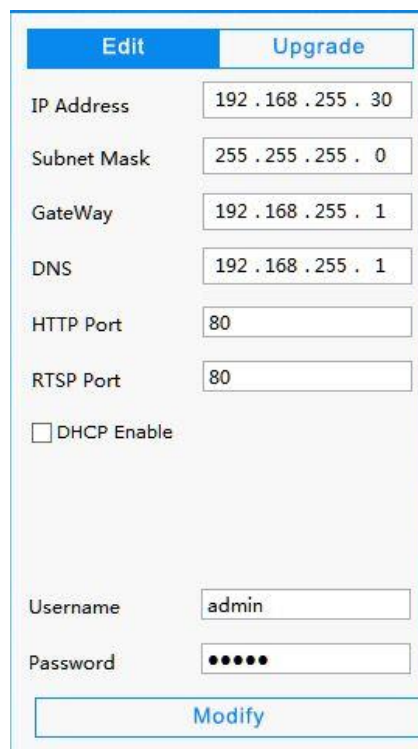 Edit Upgrade
IP Address 192 . 168 . 255 . 30
Subnet Mask 255 . 255 . 255 . 0
GateWay 192 . 168 . 255 . 1
DNS 192 . 168 . 255 . 1
HTTP Port 80
RTSP Port 80
DHCP Enable
Username admin
Password ●●●●●
Modify